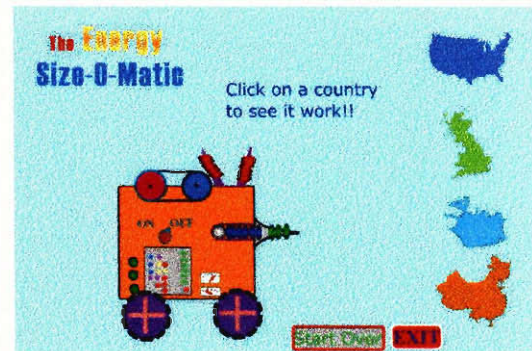 The Energy
Size-O-Matic
Click on a country
to see it work!!
ON OFF
Start Over EXIT